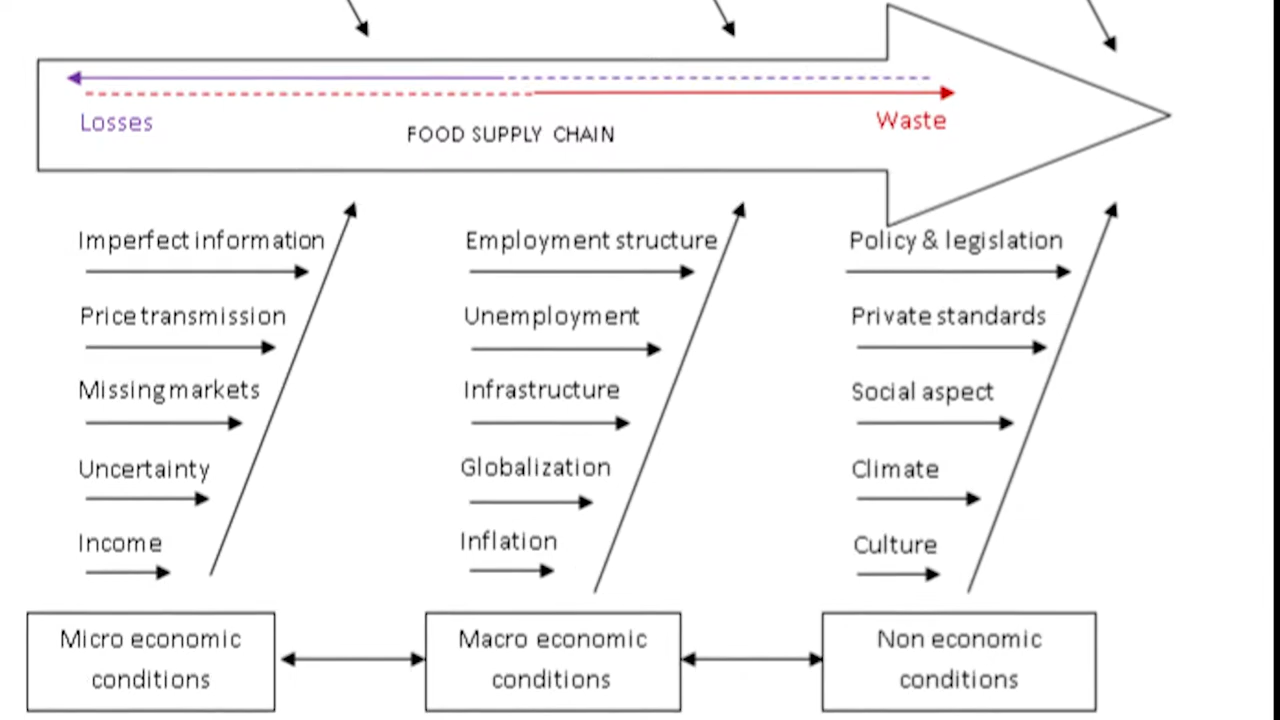 Losses
Waste
FOOD SUPPLY CHAIN
Imperfect information
Price transmission
Missing markets
Uncertainty
Income
Micro economic
conditions
Employment structure
Unemployment
Infrastructure
Globalization
Inflation
Macro economic
conditions
Policy & legislation
Private standards
Social aspect
Climate
Culture
Non economic
conditions